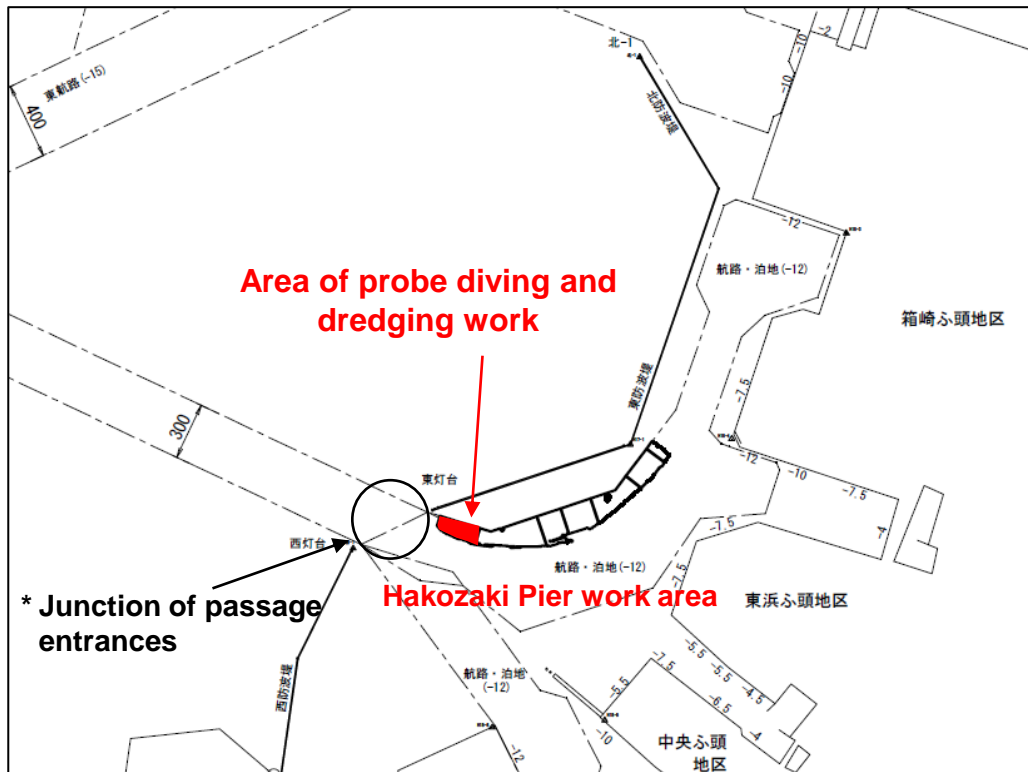 北-1
-2
-10
東航路(-15)
400
-10
北防波堤
-12
航路・泊地(-12)
Area of probe diving and
dredging work
箱崎ふ頭地区
-7.5
東防波堤
300
-12
-10
-7.5
東灯台
-7.5
-4
西灯台
航路・泊地(-12)
-7.5
* Junction of passage
entrances
Hakozaki Pier work area
東浜ふ頭地区
-5.5
-5.5
-4.5
-7.5
航路・泊地
(-12)
-5.5
-6.5
-4
西防波堤
-10
-12
中央ふ頭
地区